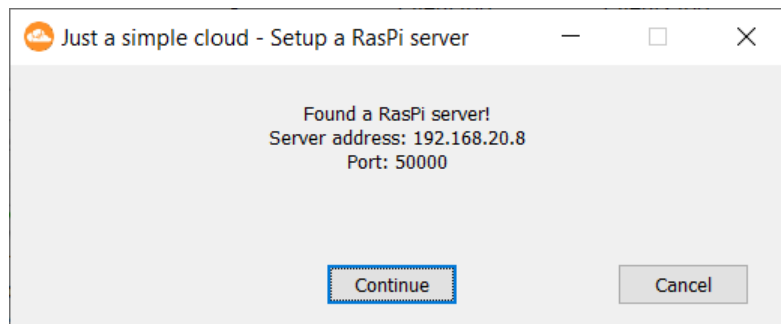 Just a simple cloud - Setup a RasPi server
Found a RasPi server!
Server address: 192.168.20.8
Port: 50000
Continue
Cancel